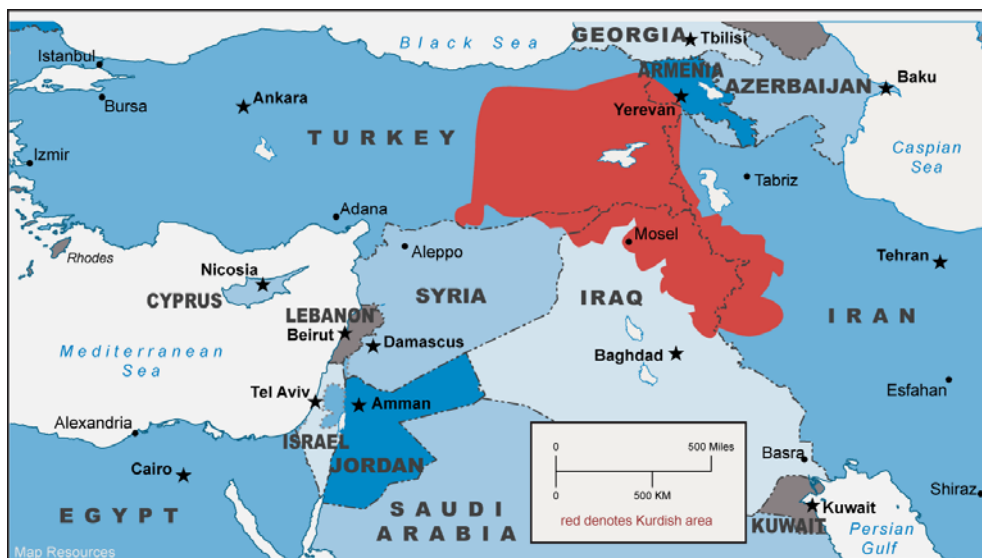 Black Sea
GEORGIA
Tbilisi
Istanbul
ARMENIA
AZERBAIJAN
Baku
Bursa
Ankara
Yerevan
TURKEY
Caspian
Sea
Izmir
Tabriz
Adana
Mosel
Aleppo
Rhodes
Nicosia
Tehran
CYPRUS
SYRIA
IRAQ
LEBANON
IRAN
Beirut
Damascus
Mediterranean
Sea
Baghdad
Esfahan
Tel Aviv
Amman
Alexandria
ISRAEL
JORDAN
0 500 Miles
Basra
Cairo
0 500 KM
Shiraz
SAUDI
ARABIA
Kuwait
EGYPT
red denotes Kurdish area
KUWAIT
Persian
Gulf
Map Resources